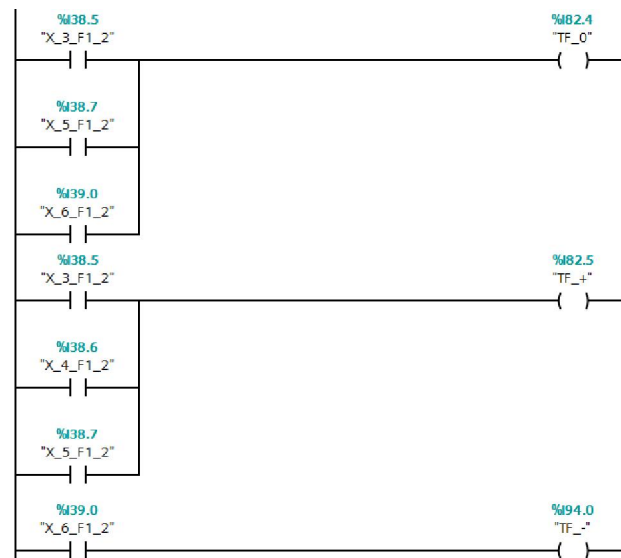 %I38.5
"X_3_F1_2"
%I82.4
"TF_0"
%I38.7
"X_5_F1_2"
%I39.0
"X_6_F1_2"
%I38.5
"X_3_F1_2"
%I82.5
"TF_+"
%I38.6
"X_4_F1_2"
%I38.7
"X_5_F1_2"
%I39.0
"X_6_F1_2"
%I94.0
"TF_-"